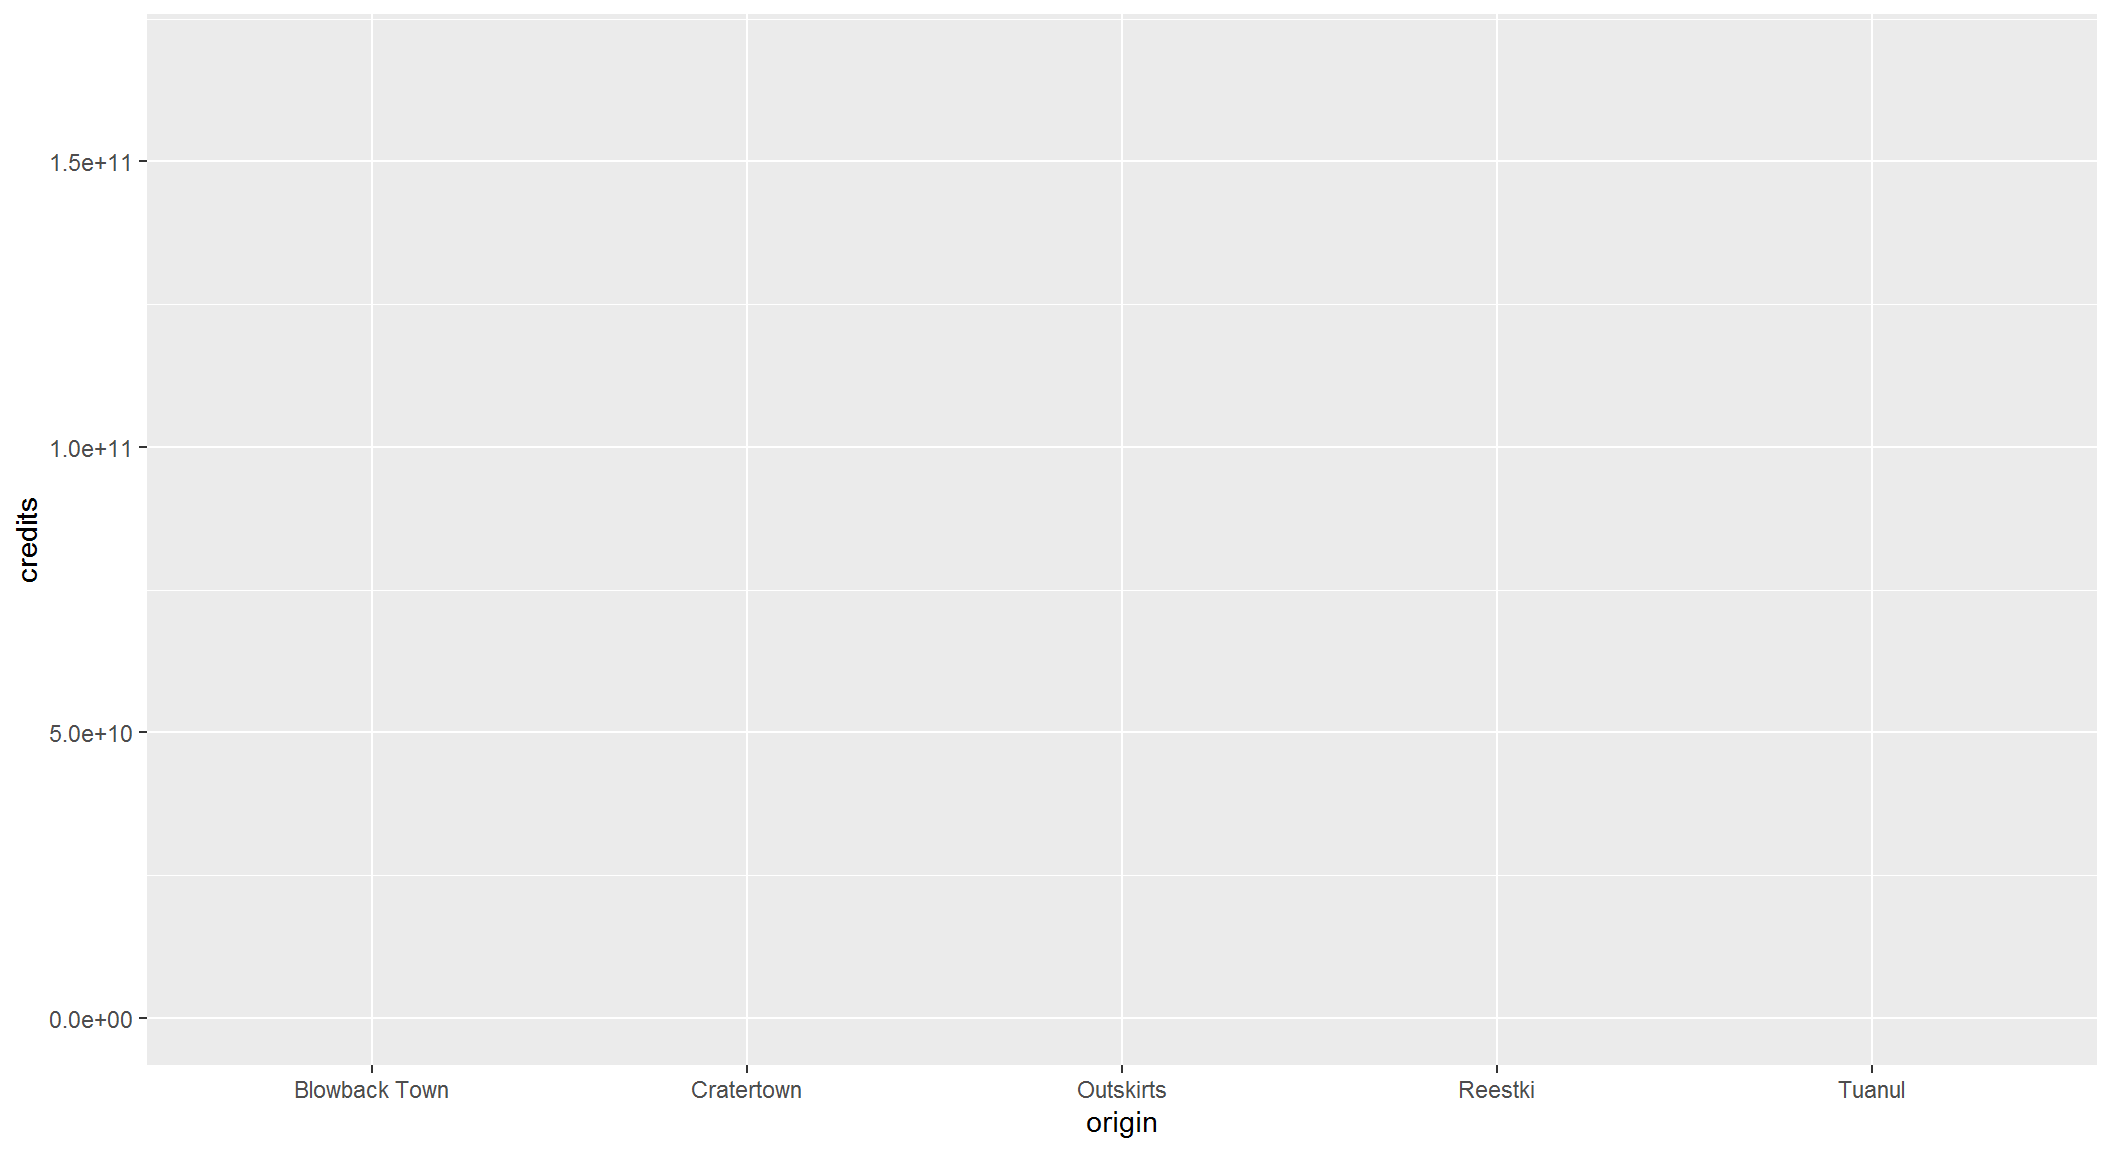 credits
1.5e+11
1.0e+11
5.0e+10
0.0e+00
Blowback Town Cratertown Outskirts Reestki Tuanul
origin